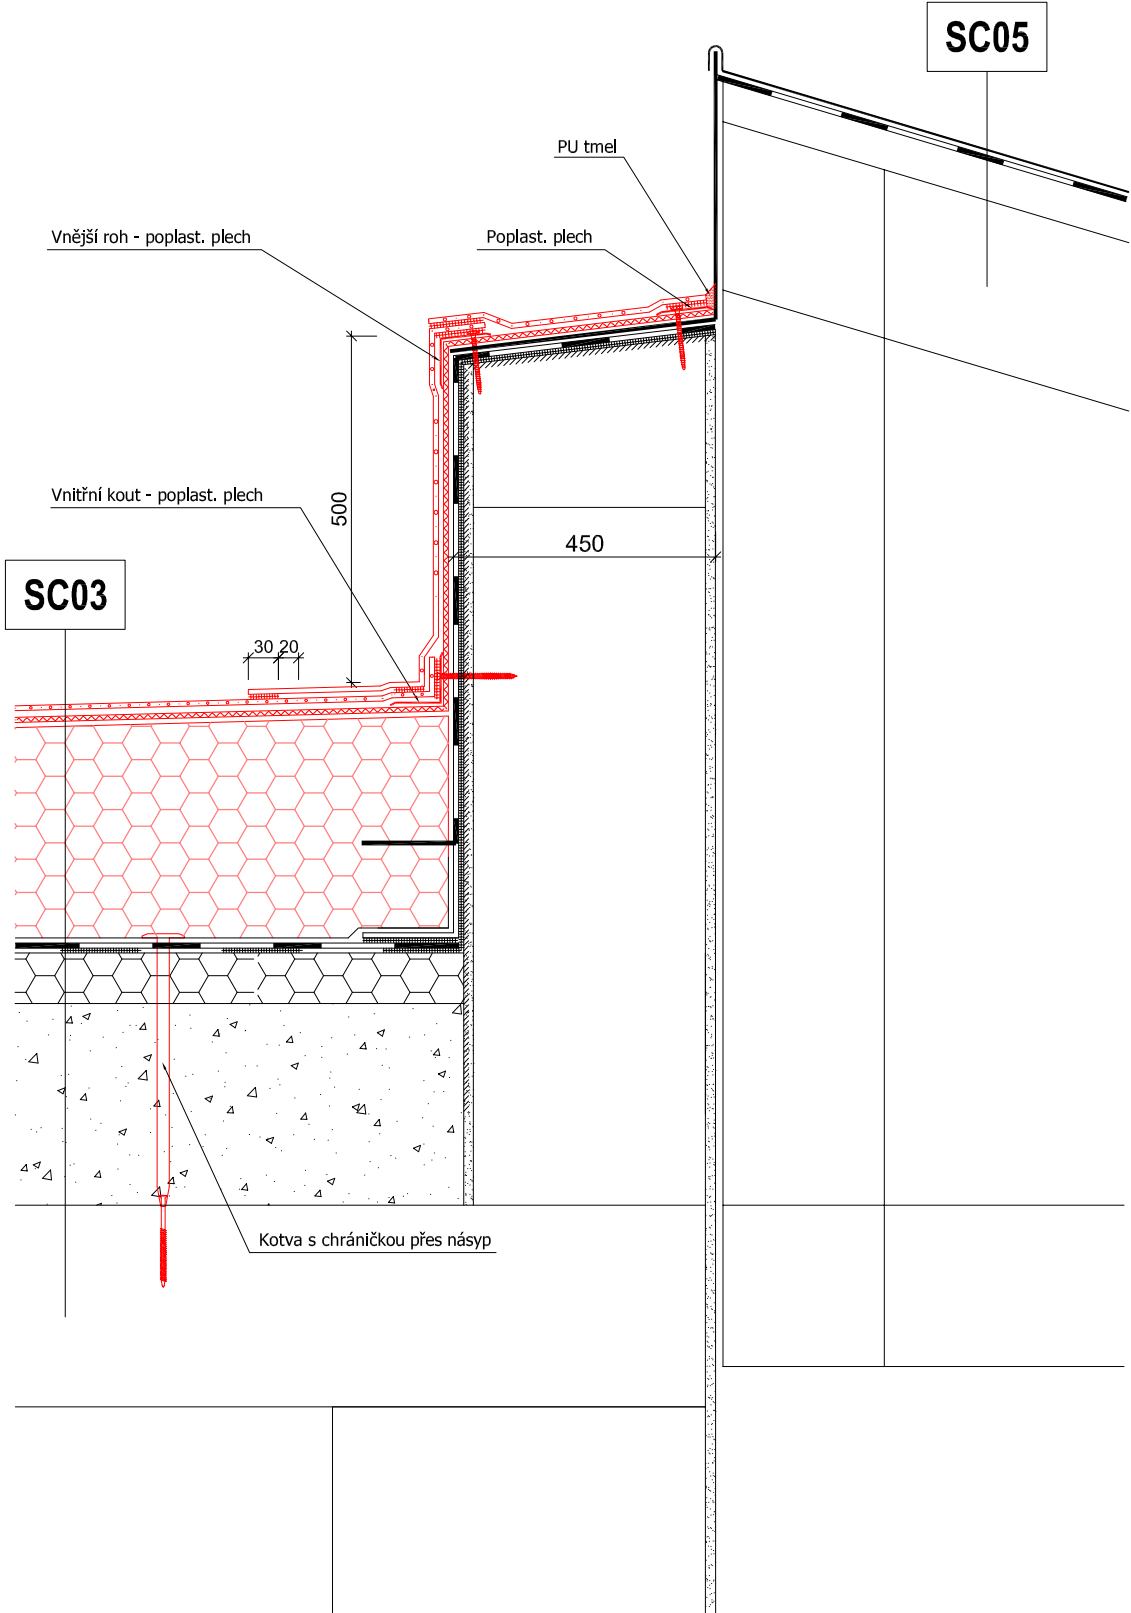 SC05
PU tmel
Vnější roh - poplast. plech
Poplast. plech
Vnitřní kout - poplast. plech
500
450
SC03
30 20
Kotva s chráničkou přes násyp